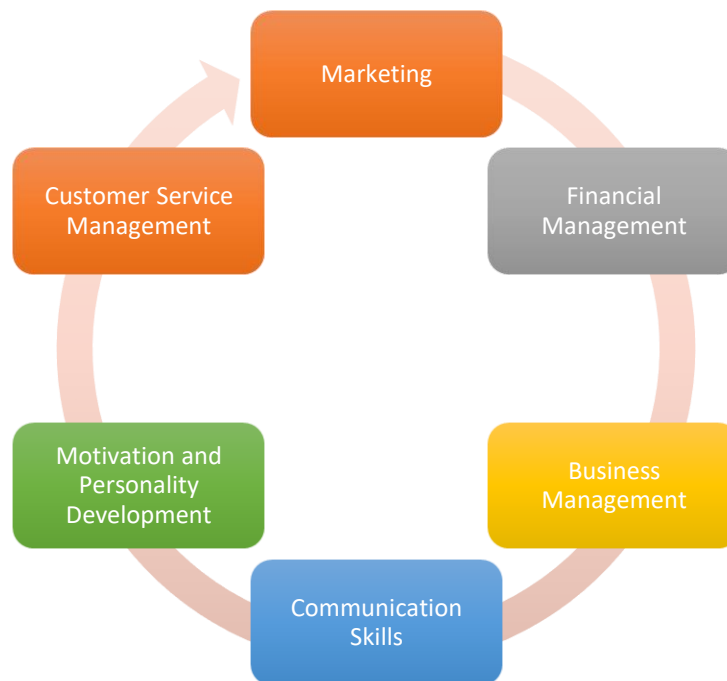 Marketing
Financial
Management
Business
Management
Communication
Skills
Motivation and
Personality
Development
Customer Service
Management